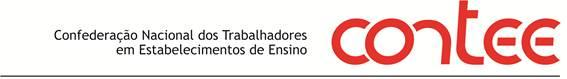 Confederação Nacional dos Trabalhadores
em Estabelecimentos de Ensino
contee